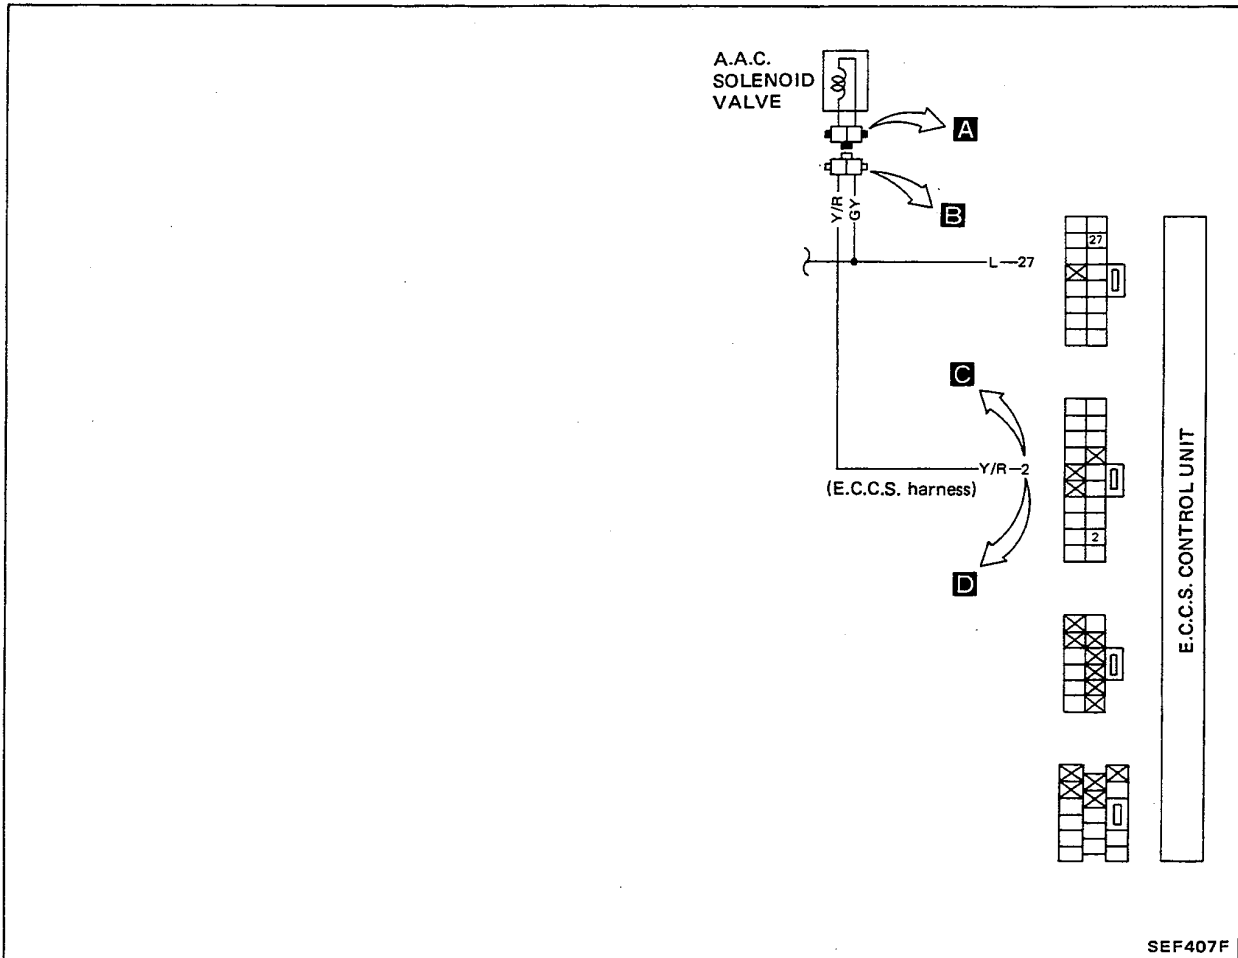 A.A.C.
SOLENOID
VALVE
A
B
Y/R
GY
27
L—27
C
Y/R—2
(E.C.C.S. harness)
2
D
E.C.C.S. CONTROL UNIT
SEF407F